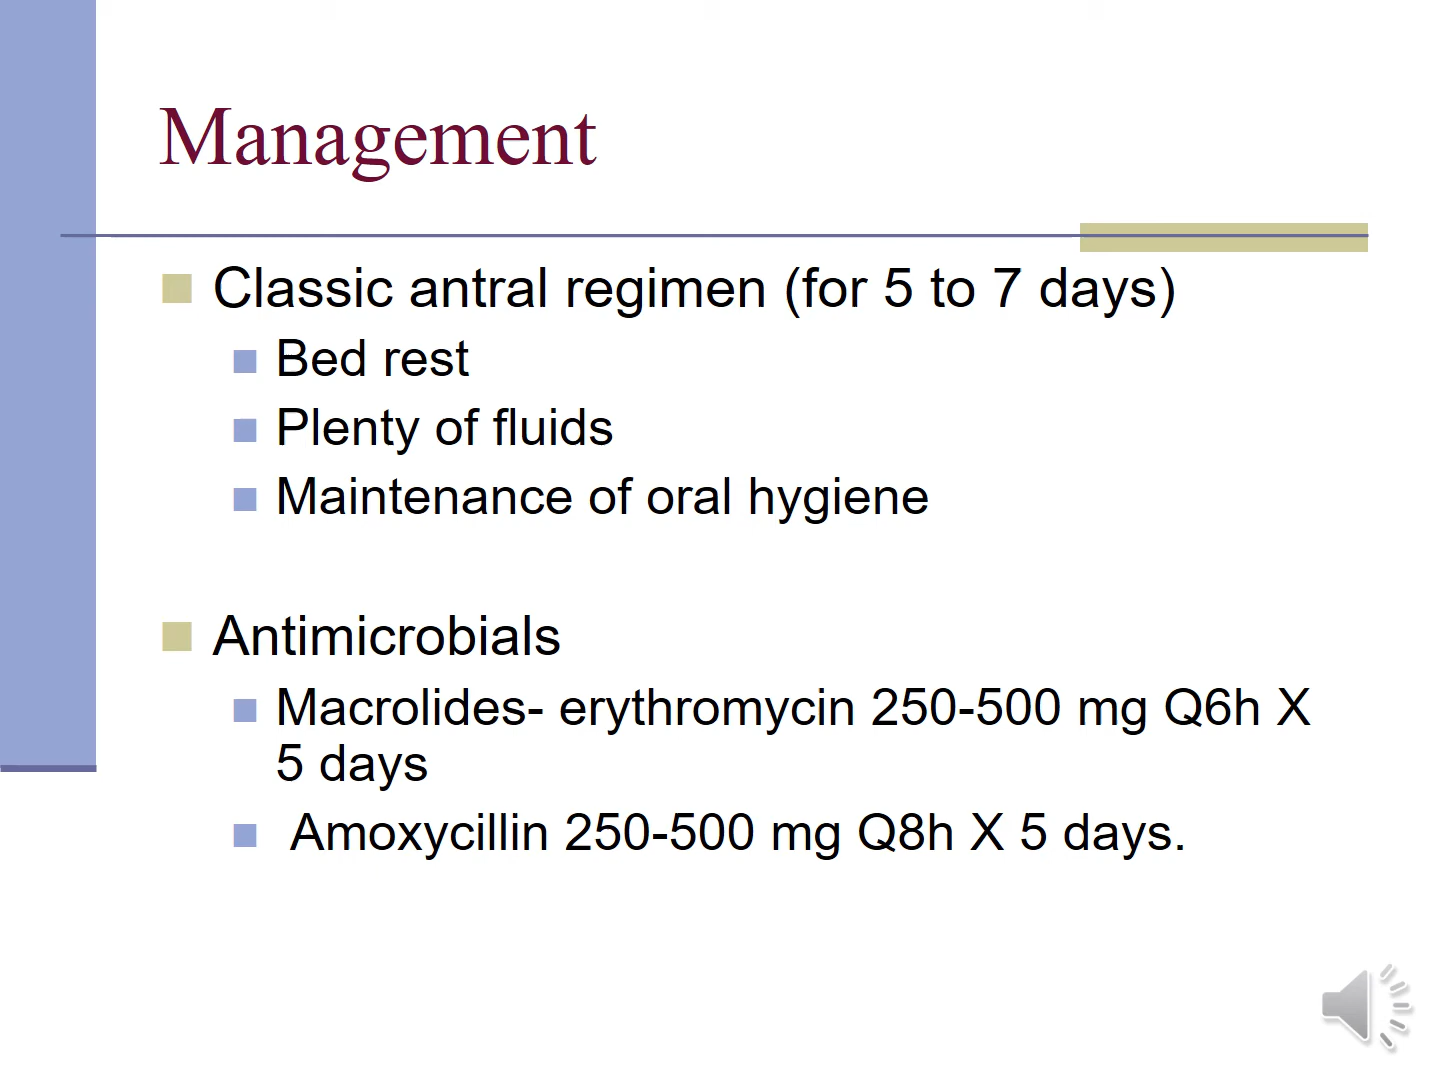 Management
Classic antral regimen (for 5 to 7 days)
Bed rest
Plenty of fluids
Maintenance of oral hygiene
Antimicrobials
Macrolides- erythromycin 250-500 mg Q6h X
5 days
Amoxycillin 250-500 mg Q8h X 5 days.